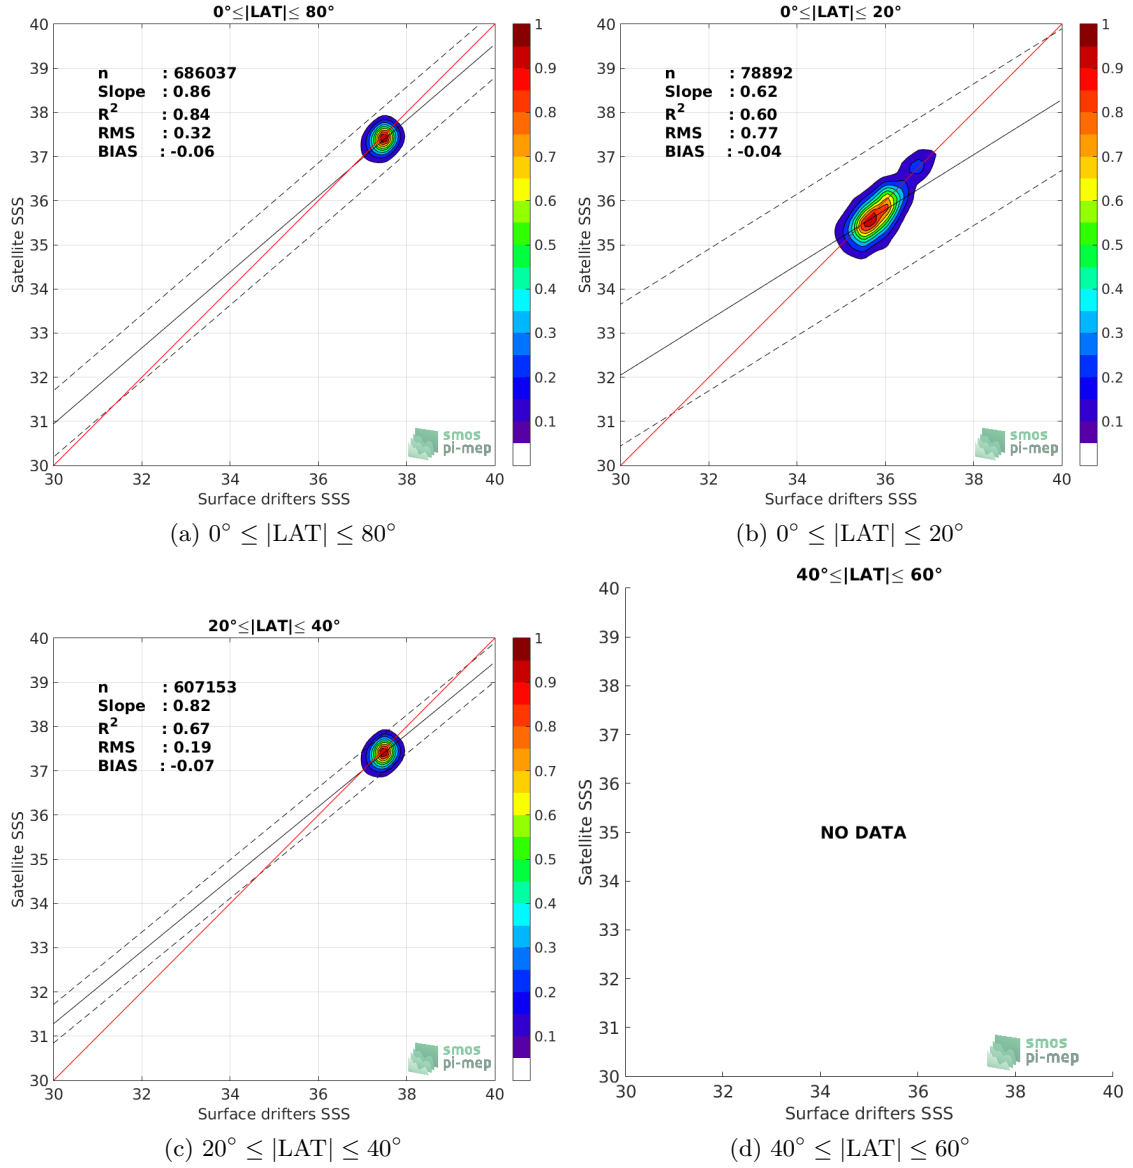 0°≤|LAT|≤ 80°
40
39
38
37
36
35
34
33
32
31
30
n : 686037
Slope : 0.86
R2 : 0.84
RMS : 0.32
BIAS : -0.06
Satellite SSS
smos
pi-mep
30 32 34 36 38 40
Surface drifters SSS
1
0.9
0.8
0.7
0.6
0.5
0.4
0.3
0.2
0.1
(a) 0° ≤ |LAT| ≤ 80°
0°≤|LAT|≤ 20°
40
39
38
37
36
35
34
33
32
31
30
n : 78892
Slope : 0.62
R2 : 0.60
RMS : 0.77
BIAS : -0.04
Satellite SSS
smos
pi-mep
30 32 34 36 38 40
Surface drifters SSS
1
0.9
0.8
0.7
0.6
0.5
0.4
0.3
0.2
0.1
(b) 0° ≤ |LAT| ≤ 20°
20°≤|LAT|≤ 40°
40
39
38
37
36
35
34
33
32
31
30
n : 607153
Slope : 0.82
R2 : 0.67
RMS : 0.19
BIAS : -0.07
Satellite SSS
smos
pi-mep
30 32 34 36 38 40
Surface drifters SSS
1
0.9
0.8
0.7
0.6
0.5
0.4
0.3
0.2
0.1
(c) 20° ≤ |LAT| ≤ 40°
40°≤|LAT|≤ 60°
40
39
38
37
36
35
34
33
32
31
30
NO DATA
Satellite SSS
smos
pi-mep
30 32 34 36 38 40
Surface drifters SSS
(d) 40° ≤ |LAT| ≤ 60°